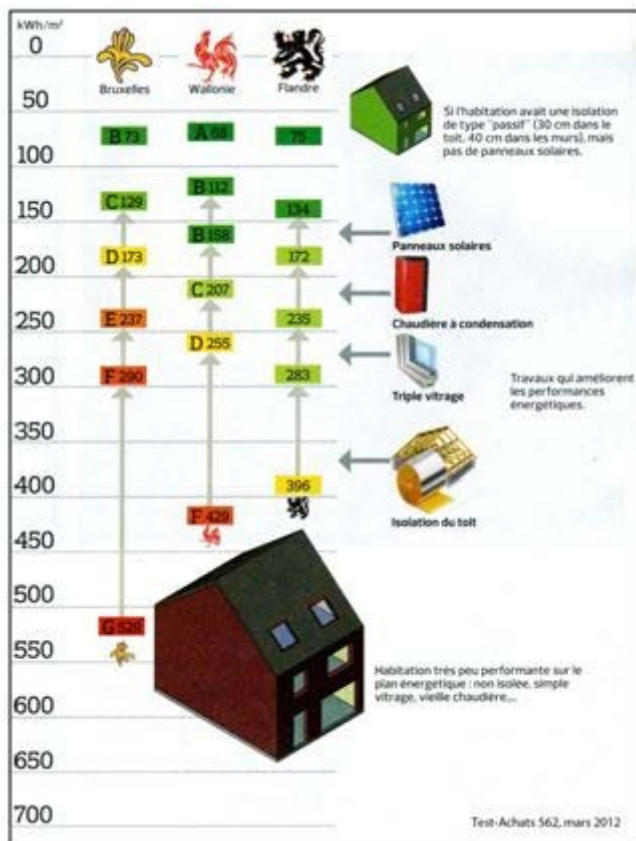 kWh/m²
0
Bruxelles
Wallonie
Flandre
50
Si l'habitation avait une isolation
de type "passif" (30 cm dans le
toit, 40 cm dans les murs), mais
pas de panneaux solaires.
B 73
A 68
75
100
B 112
C 129
134
150
B 158
Panneaux solaires
D 173
172
200
C 207
E 237
235
Chaudière à condensation
250
D 255
F 290
283
Triple vitrage
Travaux qui améliorent
les performances
énergétiques.
300
350
396
400
F 429
Isolation du toit
450
500
G 528
550
Habitation très peu performante sur le
plan énergétique : non isolée, simple
vitrage, vieille chaudière,...
600
650
700
Test-Achats 562, mars 2012